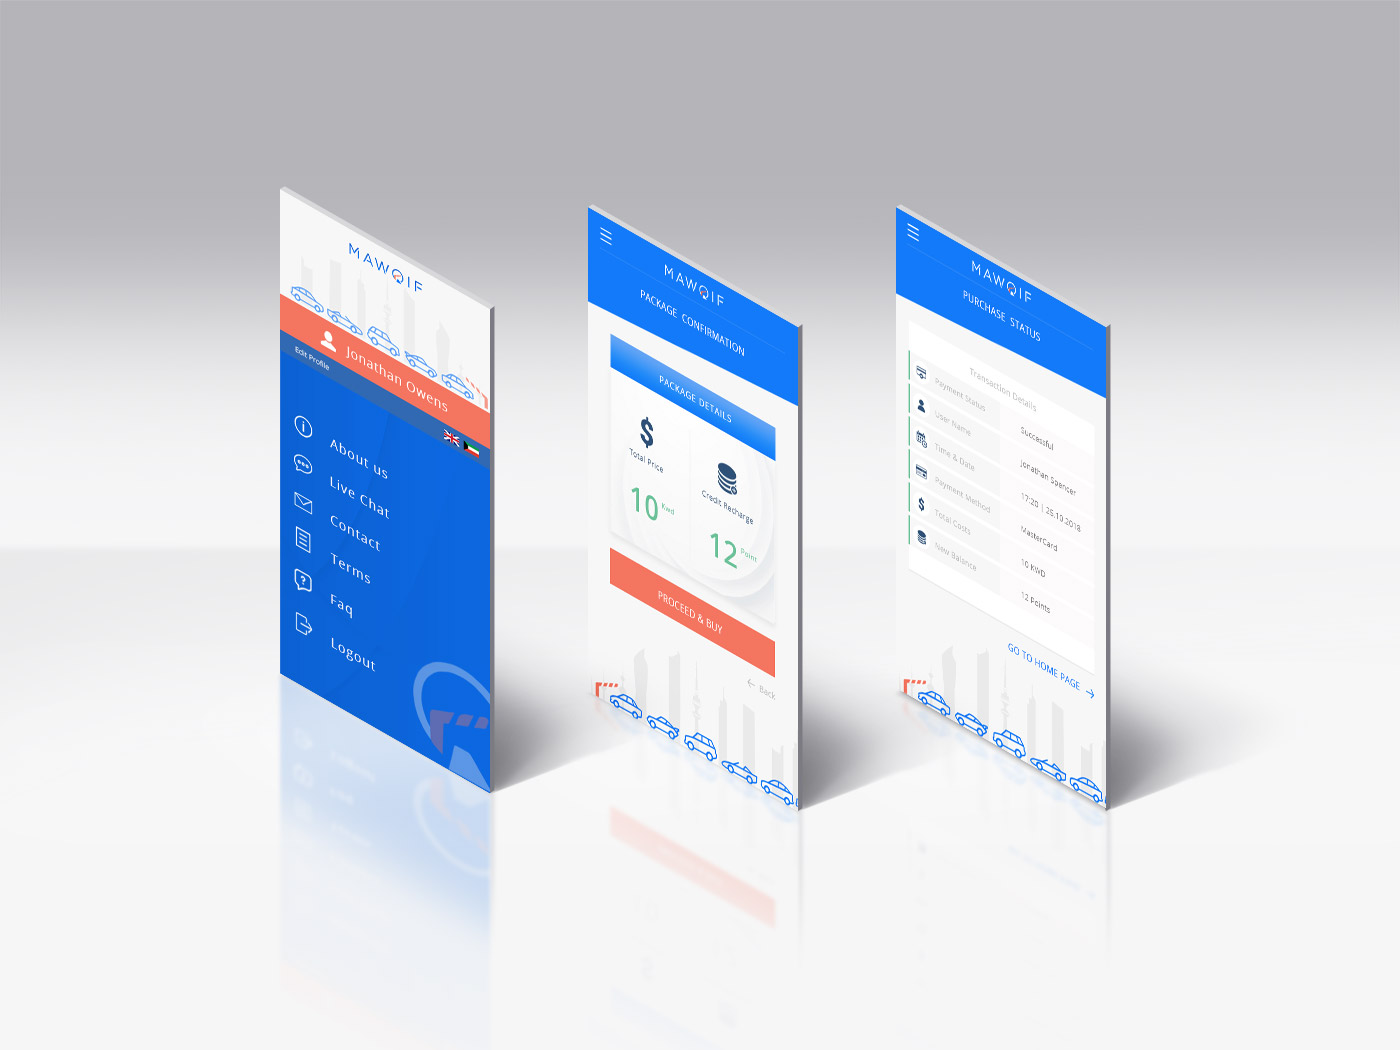 MAWQIF
Jonathan Owens
Edit Profile
About us
Live Chat
Contact
Terms
Faq
Logout
MAWQIF
PACKAGE CONFIRMATION
PACKAGE DETAILS
$
Total Price
10 Kwd
Credit Recharge
12 Point
PROCEED & BUY
Back
MAWQIF
PURCHASE STATUS
Transaction Details
Payment Status Successful
User Name Jonathan Spencer
Time & Date 17:20 | 25.10.2018
Payment Method MasterCard
$ Total Costs 10 KWD
New Balance 12 Points
GO TO HOME PAGE